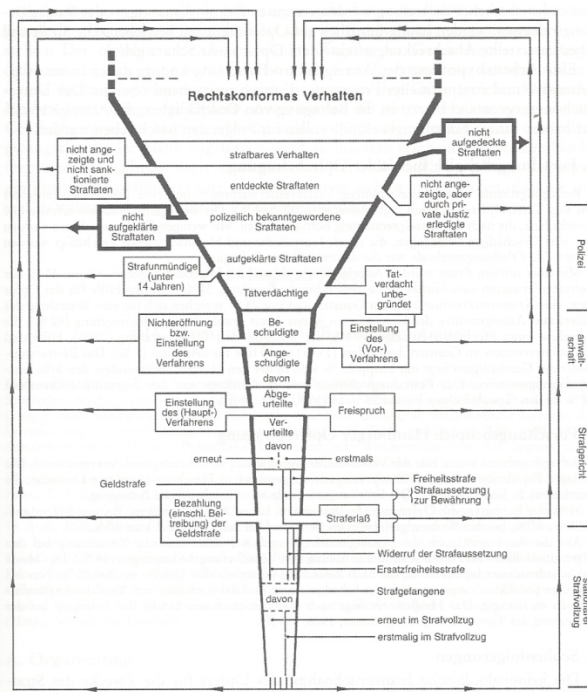 Rechtskonformes Verhalten
nicht
aufgedeckte
Straftaten
strafbares Verhalten
nicht ange-
zeigte und
nicht sank-
tionierte
Straftaten
entdeckte Straftaten
nicht ange-
zeigte, aber
durch pri-
vate Justiz
erledigte
Straftaten
nicht
aufgeklärte
Straftaten
polizeilich bekanntgewordene
Sraftaten
aufgeklärte Straftaten
Strafunmündige
(unter
14 Jahren)
Tatverdächtige
Tat-
verdacht
unbe-
gründet
Polizei
Nichteröffnung
bzw.
Einstellung
des
Verfahrens
Be-
schuldigte
Ange-
schuldigte
davon
Einstellung
des
(Vor-)
Verfahrens
anwalt-
schaft
Einstellung
des (Haupt-)
Verfahrens
Abge-
urteilte
Ver-
urteilte
davon
Freispruch
Strafgericht
erneut
erstmals
Geldstrafe
Freiheitsstrafe
Strafaussetzung
zur Bewährung
Bezahlung
(einschl. Bei-
treibung) der
Geldstrafe
Straferlaß
Widerruf der Strafaussetzung
Ersatzfreiheitsstrafe
Strafgefangene
davon
erneut im Strafvollzug
erstmalig im Strafvollzug
Strafvollzug